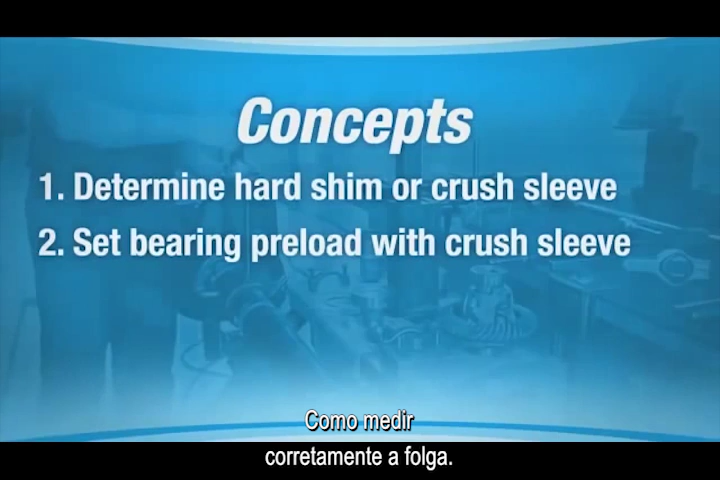 Concepts
1. Determine hard shim or crush sleeve
2. Set bearing preload with crush sleeve
Como medir
corretamente a folga.